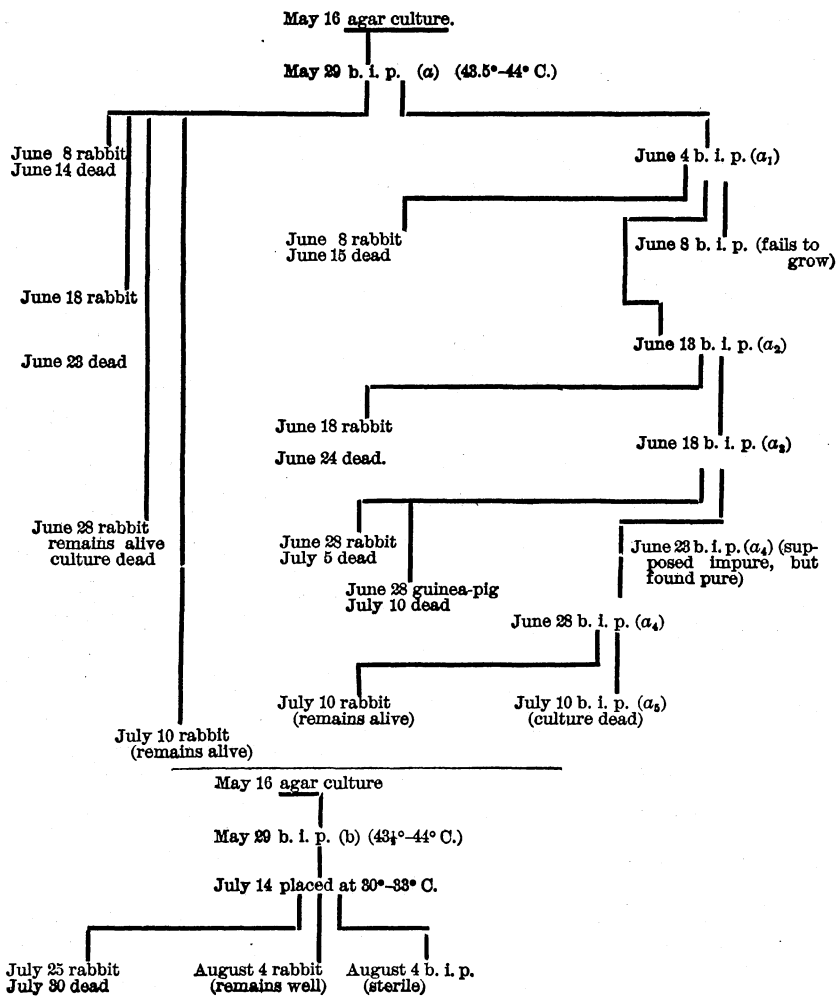 May 16 agar culture.
May 29 b. i. p. (a) (43.5°-44° C.)
June 8 rabbit
June 14 dead
June 4 b. i. p. (a₁)
June 8 rabbit
June 15 dead
June 8 b. i. p. (fails to
grow)
June 18 rabbit
June 23 dead
June 13 b. i. p. (a₂)
June 18 rabbit
June 24 dead.
June 18 b. i. p. (a₃)
June 28 rabbit
remains alive
culture dead
June 23 rabbit
July 5 dead
June 28 guinea-pig
July 10 dead
June 23 b. i. p. (a₄) (sup-
posed impure, but
found pure)
June 28 b. i. p. (a₄)
July 10 rabbit
(remains alive)
July 10 b. i. p. (a₅)
(culture dead)
July 10 rabbit
(remains alive)
May 16 agar culture
May 29 b. i. p. (b) (43½°-44° C.)
July 14 placed at 30°-33° C.
July 25 rabbit
July 30 dead
August 4 rabbit
(remains well)
August 4 b. i. p.
(sterile)